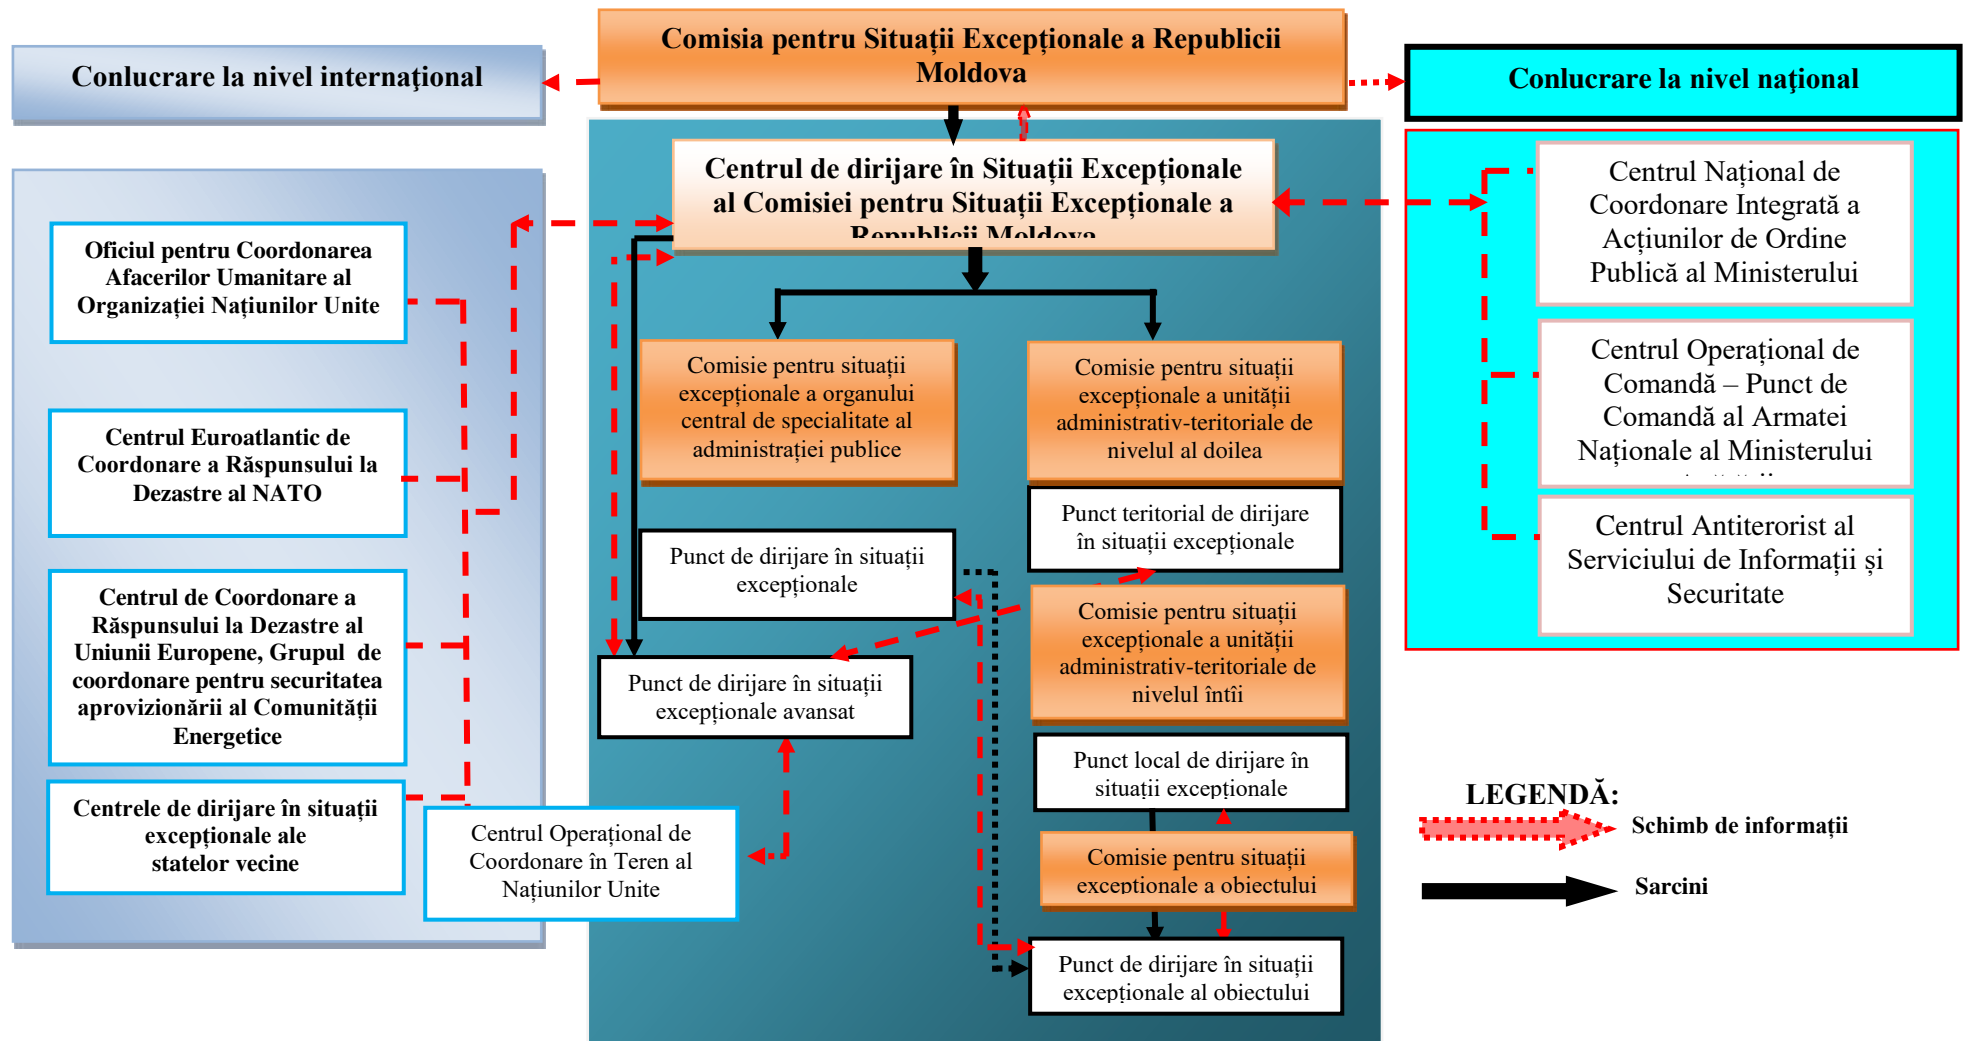 Comisia pentru Situații Excepționale a Republicii
Moldova
Conlucrare la nivel internaţional
Conlucrare la nivel naţional
Centrul de dirijare în Situații Excepționale
al Comisiei pentru Situații Excepționale a
Republicii Moldova
Oficiul pentru Coordonarea
Afacerilor Umanitare al
Organizației Națiunilor Unite
Centrul Euroatlantic de
Coordonare a Răspunsului la
Dezastre al NATO
Centrul de Coordonare a
Răspunsului la Dezastre al
Uniunii Europene, Grupul de
coordonare pentru securitatea
aprovizionării al Comunității
Energetice
Centrele de dirijare în situații
excepționale ale
statelor vecine
Centrul Operațional de
Coordonare în Teren al
Națiunilor Unite
Comisie pentru situații
excepționale a organului
central de specialitate al
administrației publice
Punct de dirijare în situații
excepționale
Punct de dirijare în situații
excepționale avansat
Comisie pentru situații
excepționale a unității
administrativ-teritoriale de
nivelul al doilea
Punct teritorial de dirijare
în situații excepționale
Comisie pentru situații
excepționale a unității
administrativ-teritoriale de
nivelul întîi
Punct local de dirijare în
situații excepționale
Comisie pentru situații
excepționale a obiectului
Punct de dirijare în situații
excepționale al obiectului
Centrul Național de
Coordonare Integrată a
Acțiunilor de Ordine
Publică al Ministerului
Centrul Operațional de
Comandă – Punct de
Comandă al Armatei
Naționale al Ministerului
Centrul Antiterorist al
Serviciului de Informații și
Securitate
LEGENDĂ:
Schimb de informații
Sarcini